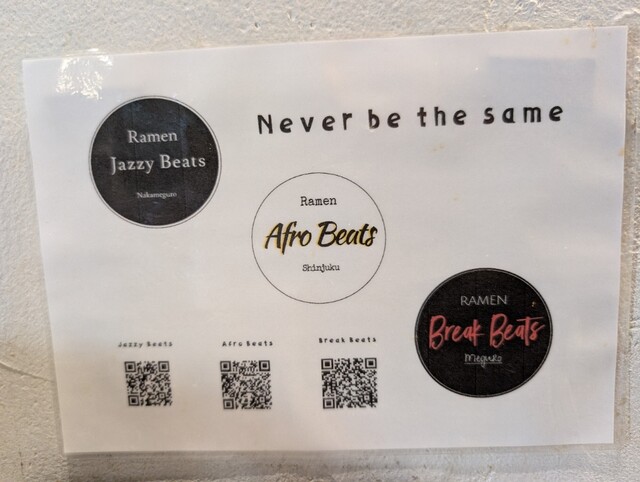 Never be the same
Ramen
Jazzy Beats
Nakameguro
Ramen
Afro Beats
Shinjuku
RAMEN
Break Beats
Meguro
Jazzy Beats
Afro Beats
Break Beats